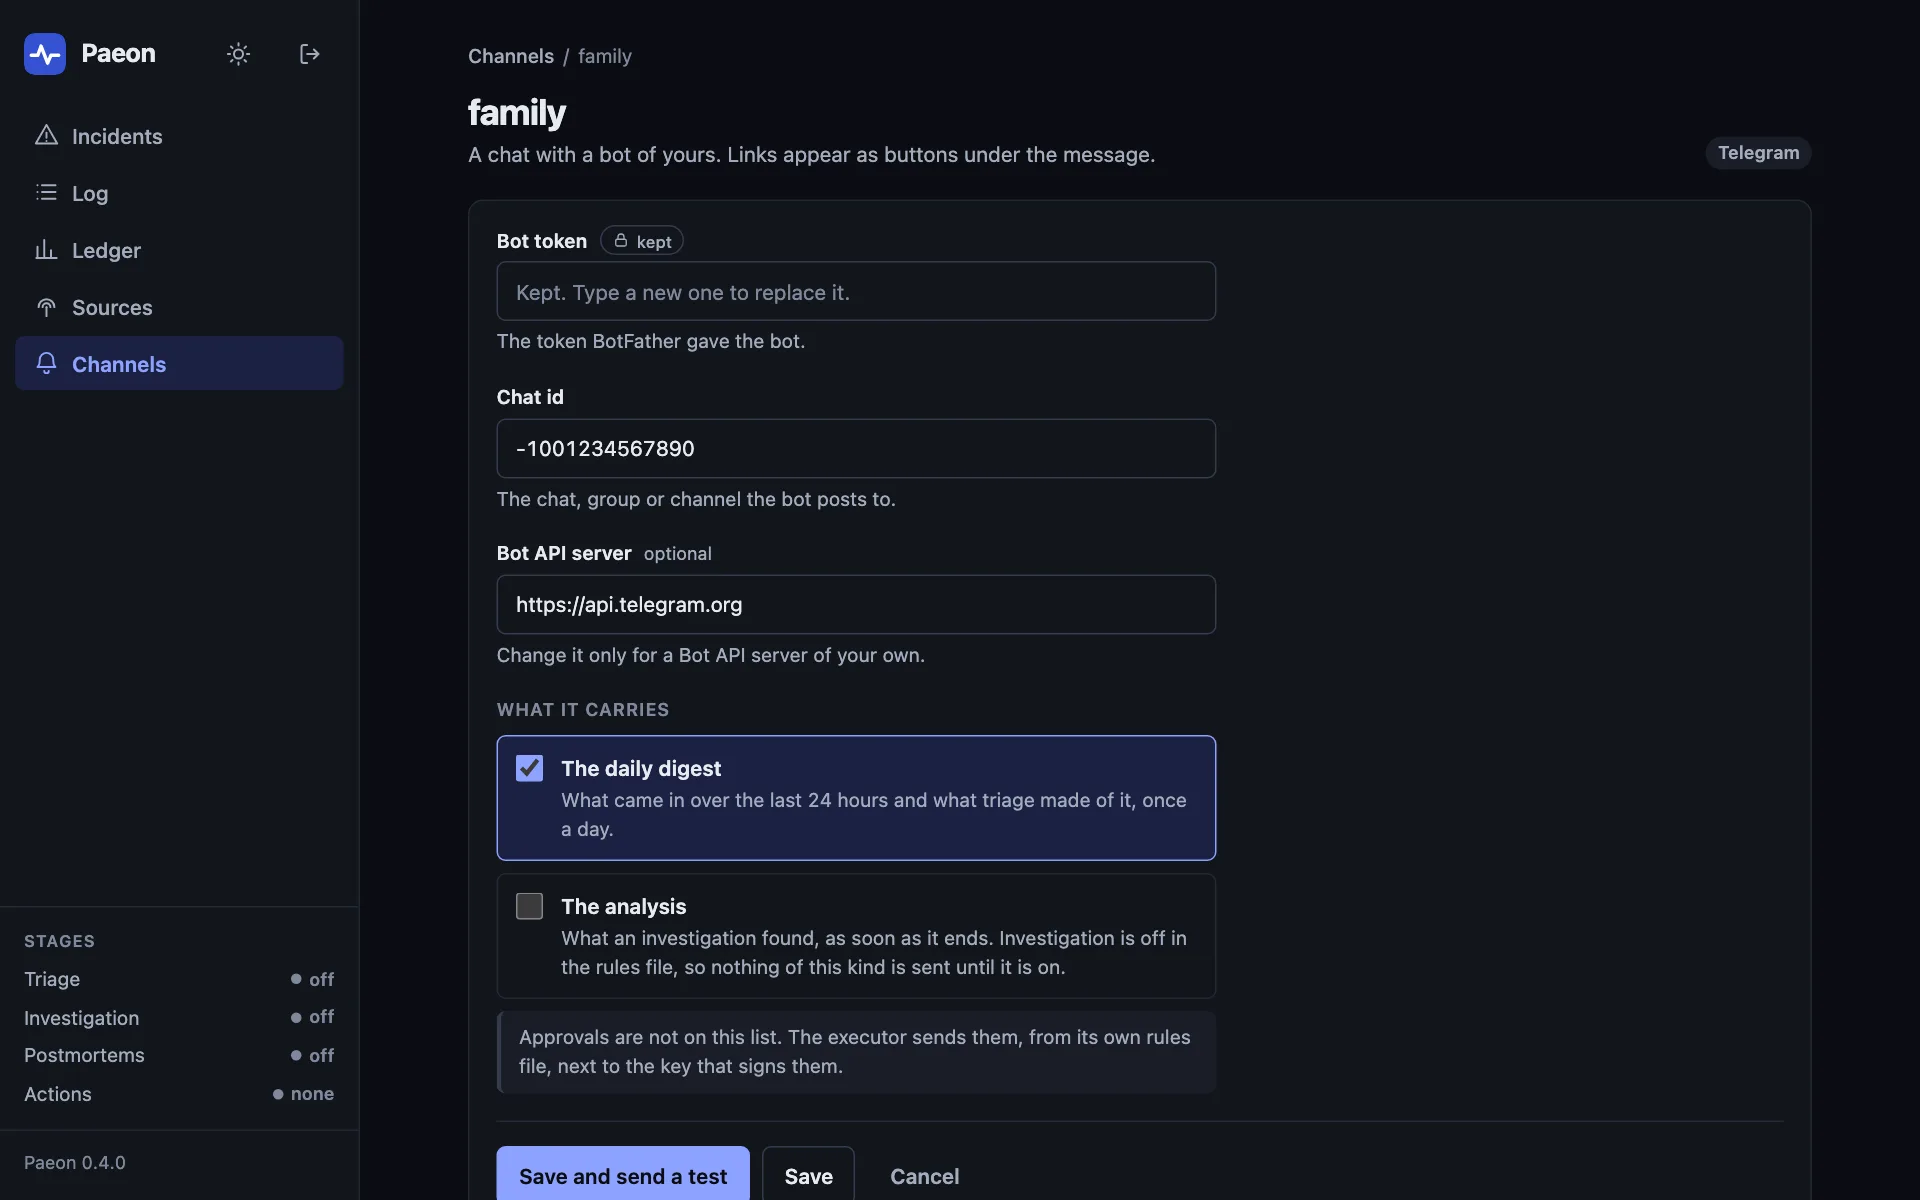 Paeon
Incidents
Log
Ledger
Sources
Channels
STAGES
Triage off
Investigation off
Postmortems off
Actions none
Paeon 0.4.0
Channels / family
family
A chat with a bot of yours. Links appear as buttons under the message.
Telegram
Bot token kept
Kept. Type a new one to replace it.
The token BotFather gave the bot.
Chat id
-1001234567890
The chat, group or channel the bot posts to.
Bot API server optional
https://api.telegram.org
Change it only for a Bot API server of your own.
WHAT IT CARRIES
The daily digest
What came in over the last 24 hours and what triage made of it, once
a day.
The analysis
What an investigation found, as soon as it ends. Investigation is off in
the rules file, so nothing of this kind is sent until it is on.
Approvals are not on this list. The executor sends them, from its own rules
file, next to the key that signs them.
Save and send a test
Save
Cancel